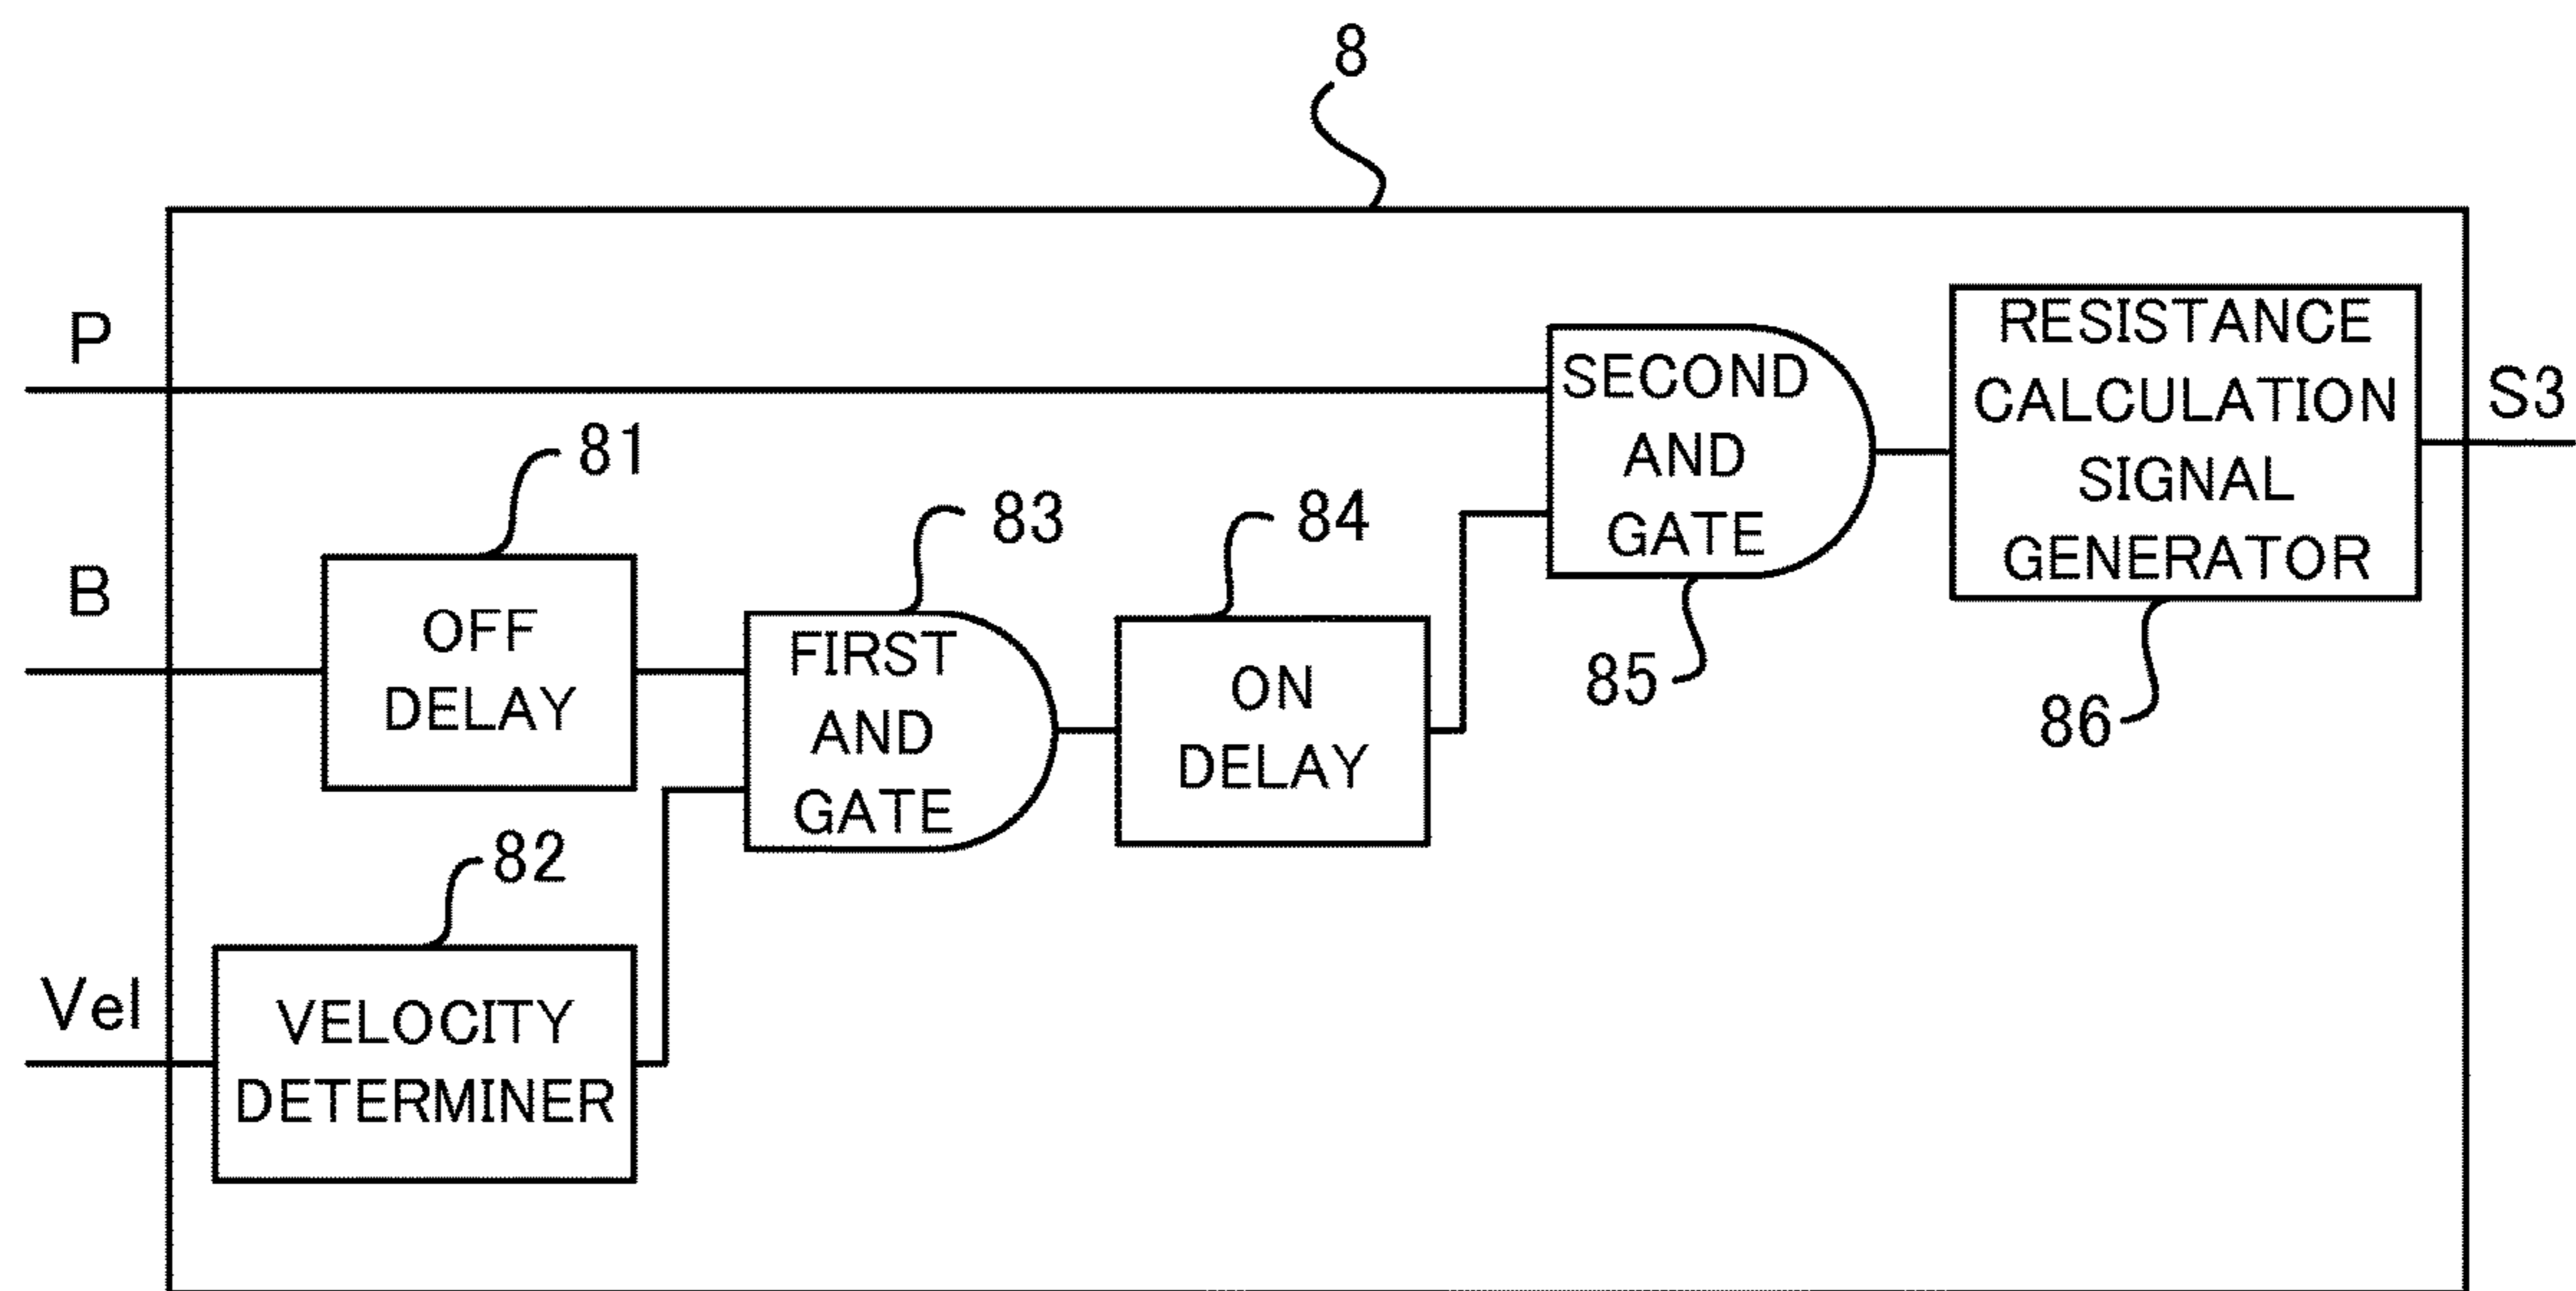 8
P
SECOND
AND
GATE
85
RESISTANCE
CALCULATION
SIGNAL
GENERATOR
86
S3
B
81
OFF
DELAY
83
FIRST
AND
GATE
84
ON
DELAY
Vel
82
VELOCITY
DETERMINER